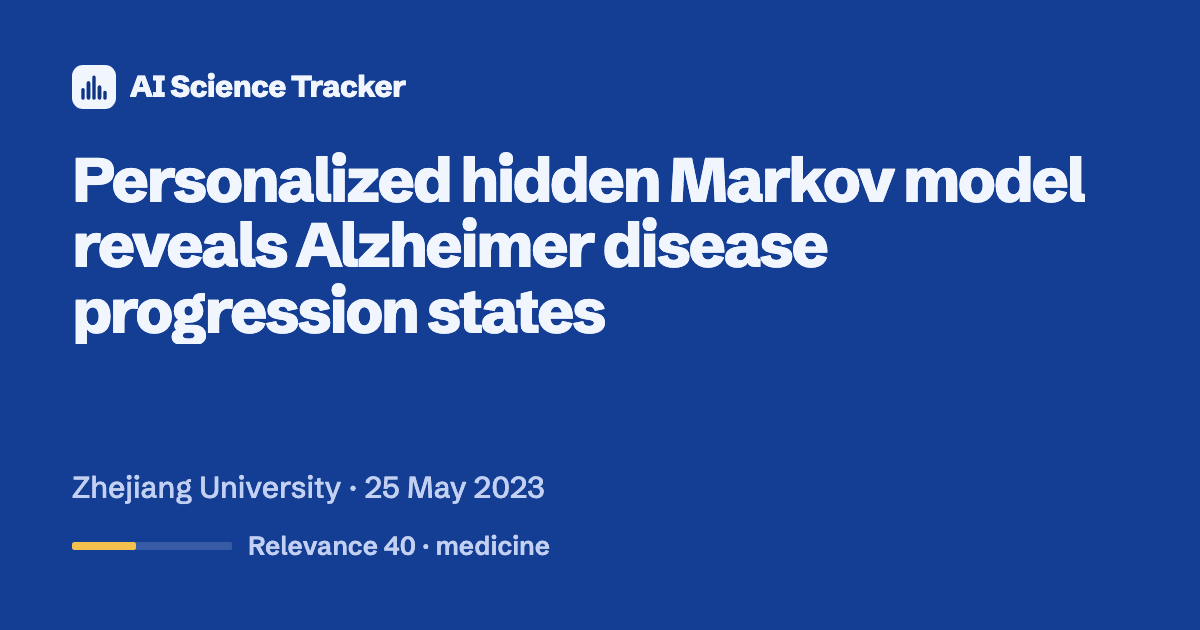 AI Science Tracker
Personalized hidden Markov model
reveals Alzheimer disease
progression states
Zhejiang University · 25 May 2023
Relevance 40 · medicine